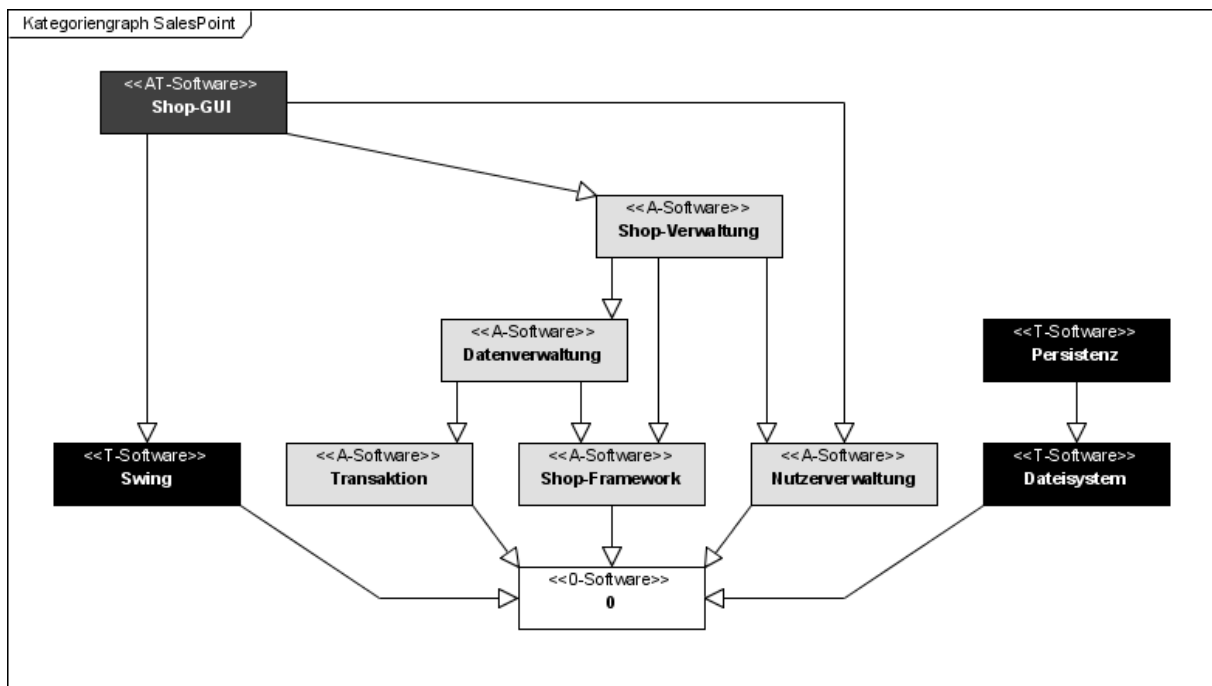 Kategoriengraph SalesPoint
<<AT-Software>>
Shop-GUI
<<A-Software>>
Shop-Verwaltung
<<A-Software>>
Datenverwaltung
<<T-Software>>
Persistenz
<<T-Software>>
Swing
<<A-Software>>
Transaktion
<<A-Software>>
Shop-Framework
<<A-Software>>
Nutzerverwaltung
<<T-Software>>
Dateisystem
<<0-Software>>
0